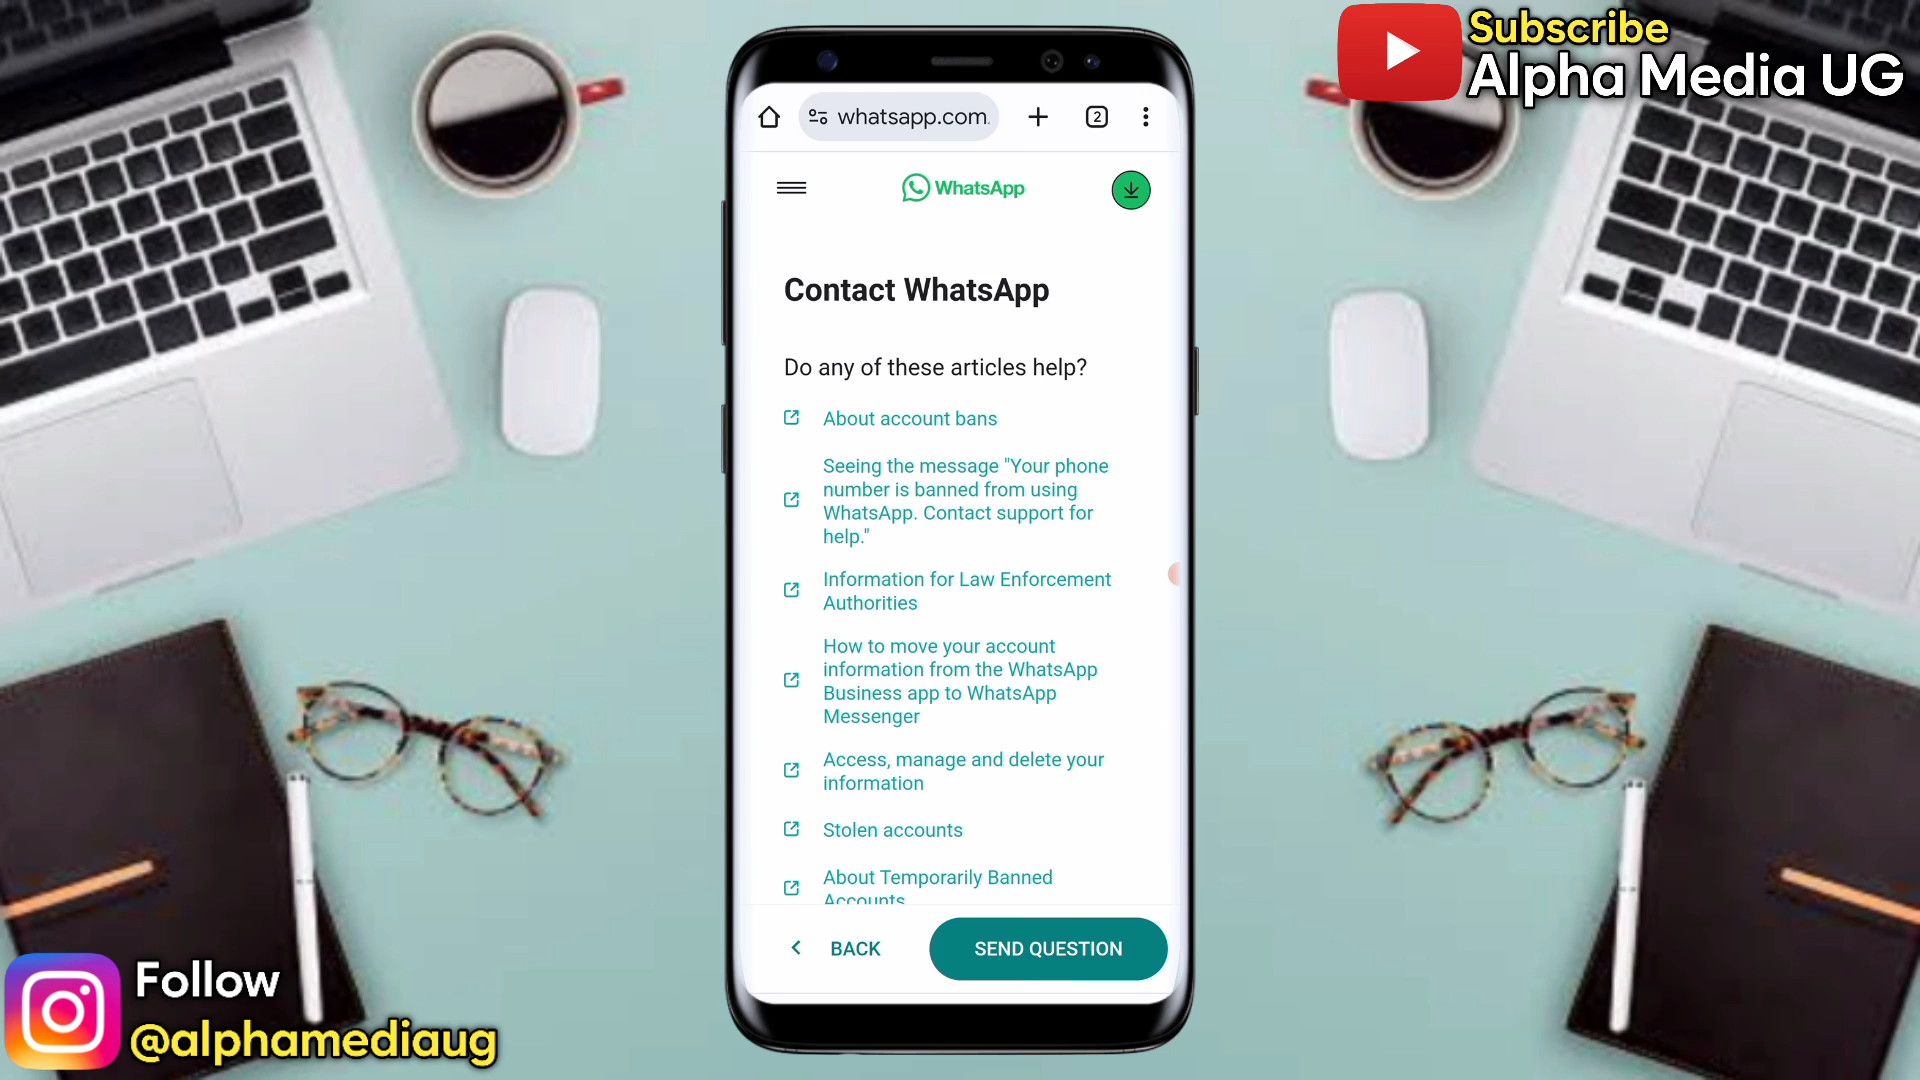 Subscribe
Alpha Media UG
whatsapp.com
2
WhatsApp
Contact WhatsApp
Do any of these articles help?
About account bans
Seeing the message "Your phone
number is banned from using
WhatsApp. Contact support for
help."
Information for Law Enforcement
Authorities
How to move your account
information from the WhatsApp
Business app to WhatsApp
Messenger
Access, manage and delete your
information
Stolen accounts
About Temporarily Banned
Accounts
BACK
SEND QUESTION
Follow
@alphamediaug